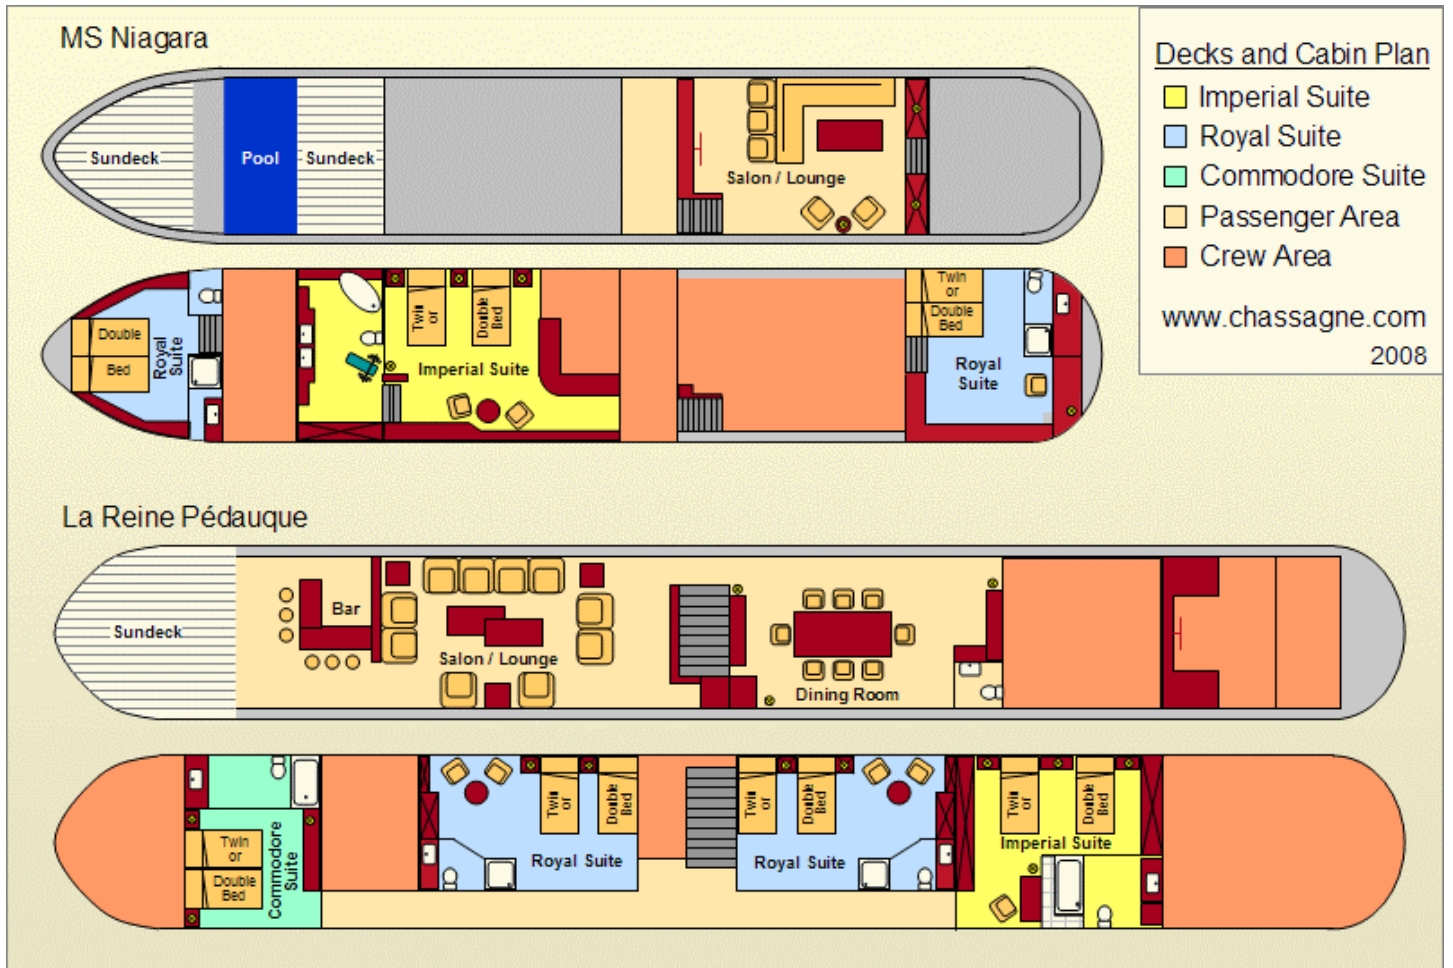 MS Niagara
Decks and Cabin Plan
Imperial Suite
Royal Suite
Commodore Suite
Passenger Area
Crew Area
www.chassagne.com
2008
Sundeck
Pool
Sundeck
Salon / Lounge
Double
Bed
Royal
Suite
Twin
or
Double
Bed
Imperial Suite
Twin
or
Double
Bed
Royal
Suite
La Reine Pédauque
Sundeck
Bar
Salon / Lounge
Dining Room
Twin
or
Double
Bed
Commodore
Suite
Twin
or
Double
Bed
Royal Suite
Twin
or
Double
Bed
Royal Suite
Twin
or
Double
Bed
Imperial Suite